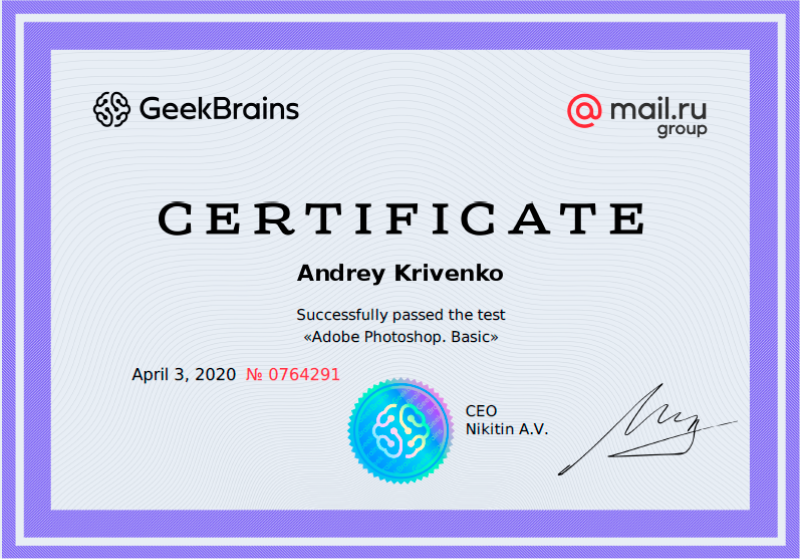 GeekBrains
@mail.ru
group
CERTIFICATE
Andrey Krivenko
Successfully passed the test
«Adobe Photoshop. Basic»
April 3, 2020 № 0764291
CEO
Nikitin A.V.